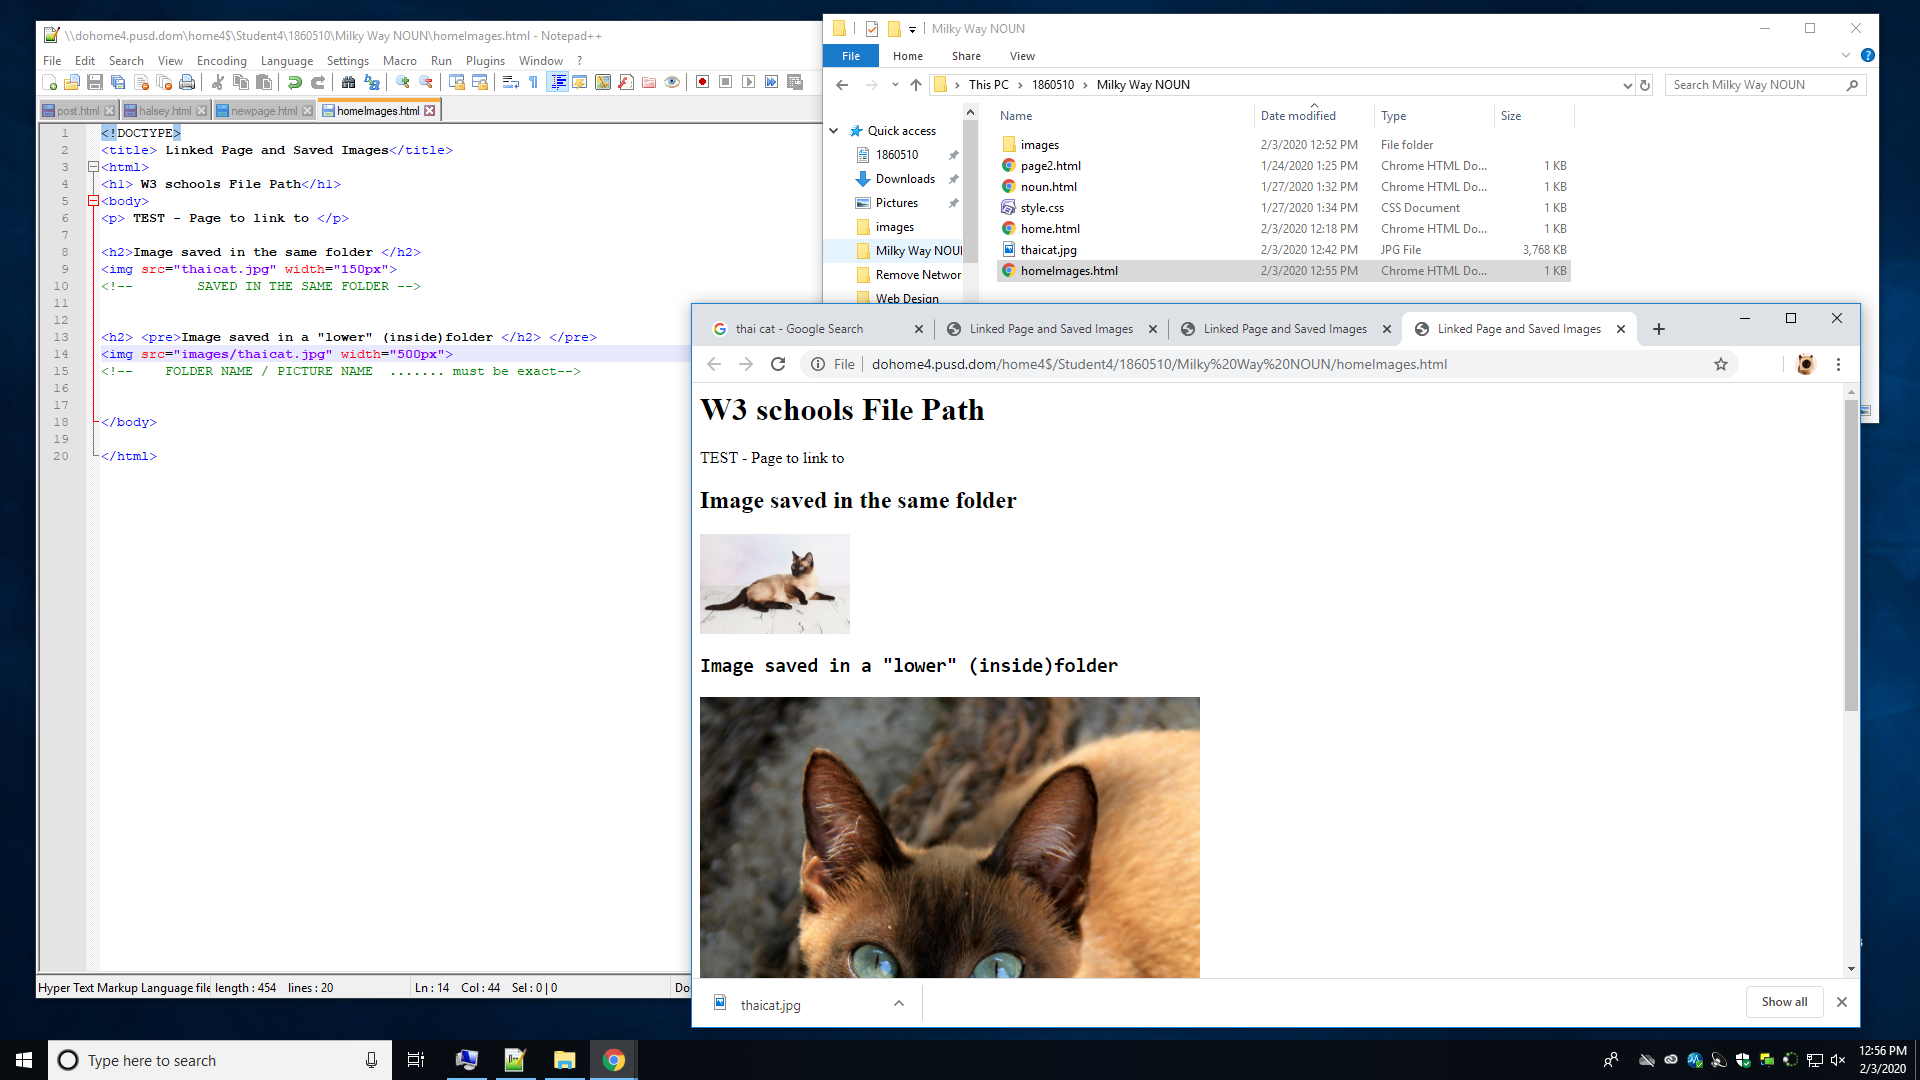 \\dohome4.pusd.dom\home4$\Student4\1860510\Milky Way NOUN\homeImages.html - Notepad++
File Edit Search View Encoding Language Settings Macro Run Plugins Window ?
post.html halsey.html newpage.html homeImages.html
1 <!DOCTYPE>
2 <title> Linked Page and Saved Images</title>
3 <html>
4 <h1> W3 schools File Path</h1>
5 <body>
6 <p> TEST - Page to link to </p>
7
8 <h2>Image saved in the same folder </h2>
9 <img src="thaicat.jpg" width="150px">
10 <!-- SAVED IN THE SAME FOLDER -->
11
12
13 <h2> <pre>Image saved in a "lower" (inside)folder </h2> </pre>
14 <img src="images/thaicat.jpg" width="500px">
15 <!-- FOLDER NAME / PICTURE NAME ....... must be exact-->
16
17
18 </body>
19
20 </html>
Hyper Text Markup Language file length : 454 lines : 20 Ln : 14 Col : 44 Sel : 0 | 0 Do
Milky Way NOUN
File Home Share View
This PC > 1860510 > Milky Way NOUN
Search Milky Way NOUN
Quick access
1860510
Downloads
Pictures
images
Milky Way NOU
Remove Networ
Web Design
Name Date modified Type Size
images 2/3/2020 12:52 PM File folder
page2.html 1/24/2020 1:25 PM Chrome HTML Do... 1 KB
noun.html 1/27/2020 1:32 PM Chrome HTML Do... 1 KB
style.css 1/27/2020 1:34 PM CSS Document 1 KB
home.html 2/3/2020 12:18 PM Chrome HTML Do... 1 KB
thaicat.jpg 2/3/2020 12:42 PM JPG File 3,768 KB
homeImages.html 2/3/2020 12:55 PM Chrome HTML Do... 1 KB
thai cat - Google Search Linked Page and Saved Images Linked Page and Saved Images Linked Page and Saved Images
File dohome4.pusd.dom/home4$/Student4/1860510/Milky%20Way%20NOUN/homeImages.html
W3 schools File Path
TEST - Page to link to
Image saved in the same folder
Image saved in a "lower" (inside)folder
thaicat.jpg
Show all
Type here to search
12:56 PM
2/3/2020